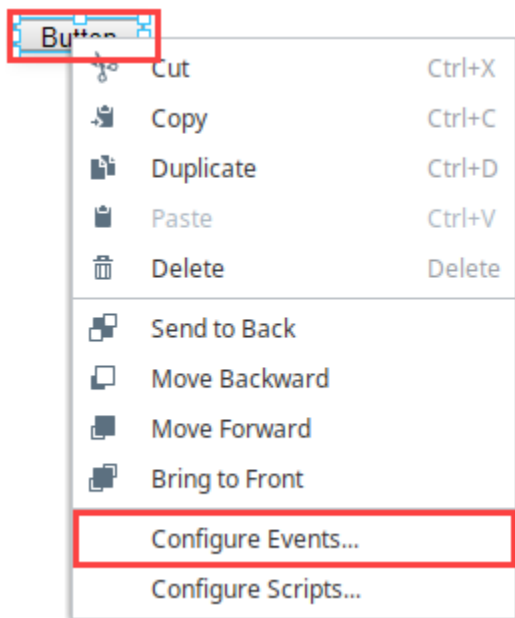 Button
Cut Ctrl+X
Copy Ctrl+C
Duplicate Ctrl+D
Paste Ctrl+V
Delete Delete
Send to Back
Move Backward
Move Forward
Bring to Front
Configure Events...
Configure Scripts...